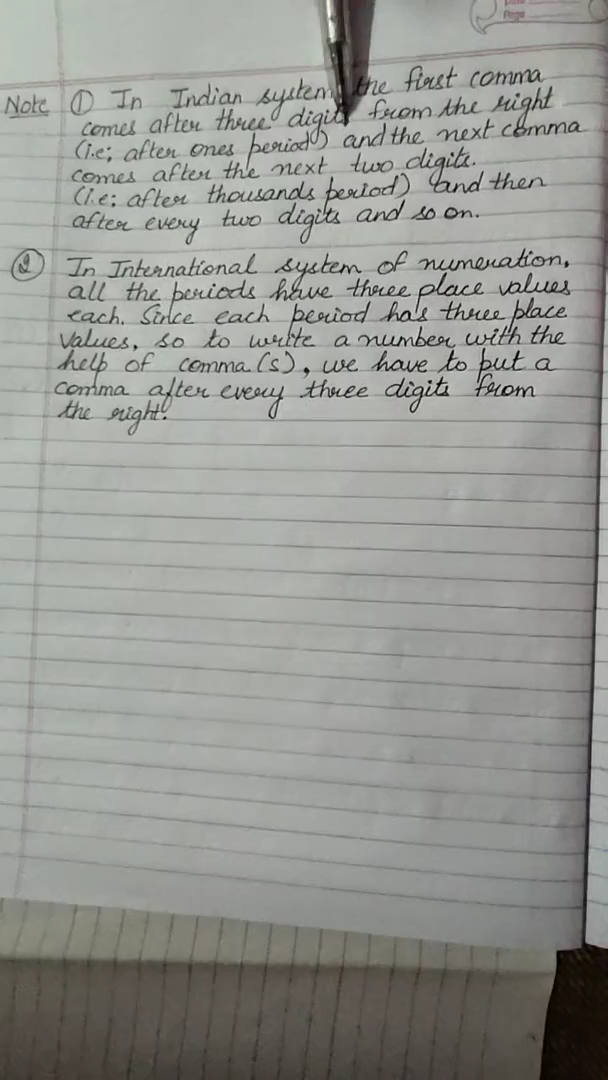 Page
Note ① In Indian system the first comma
comes after three digits from the right
(i.e; after ones period) and the next comma
comes after the next two digits.
(i.e; after thousands period) and then
after every two digits and so on.
② In International system of numeration,
all the periods have three place values
each. Since each period has three place
values, so to write a number with the
help of comma(s), we have to put a
comma after every three digits from
the right.